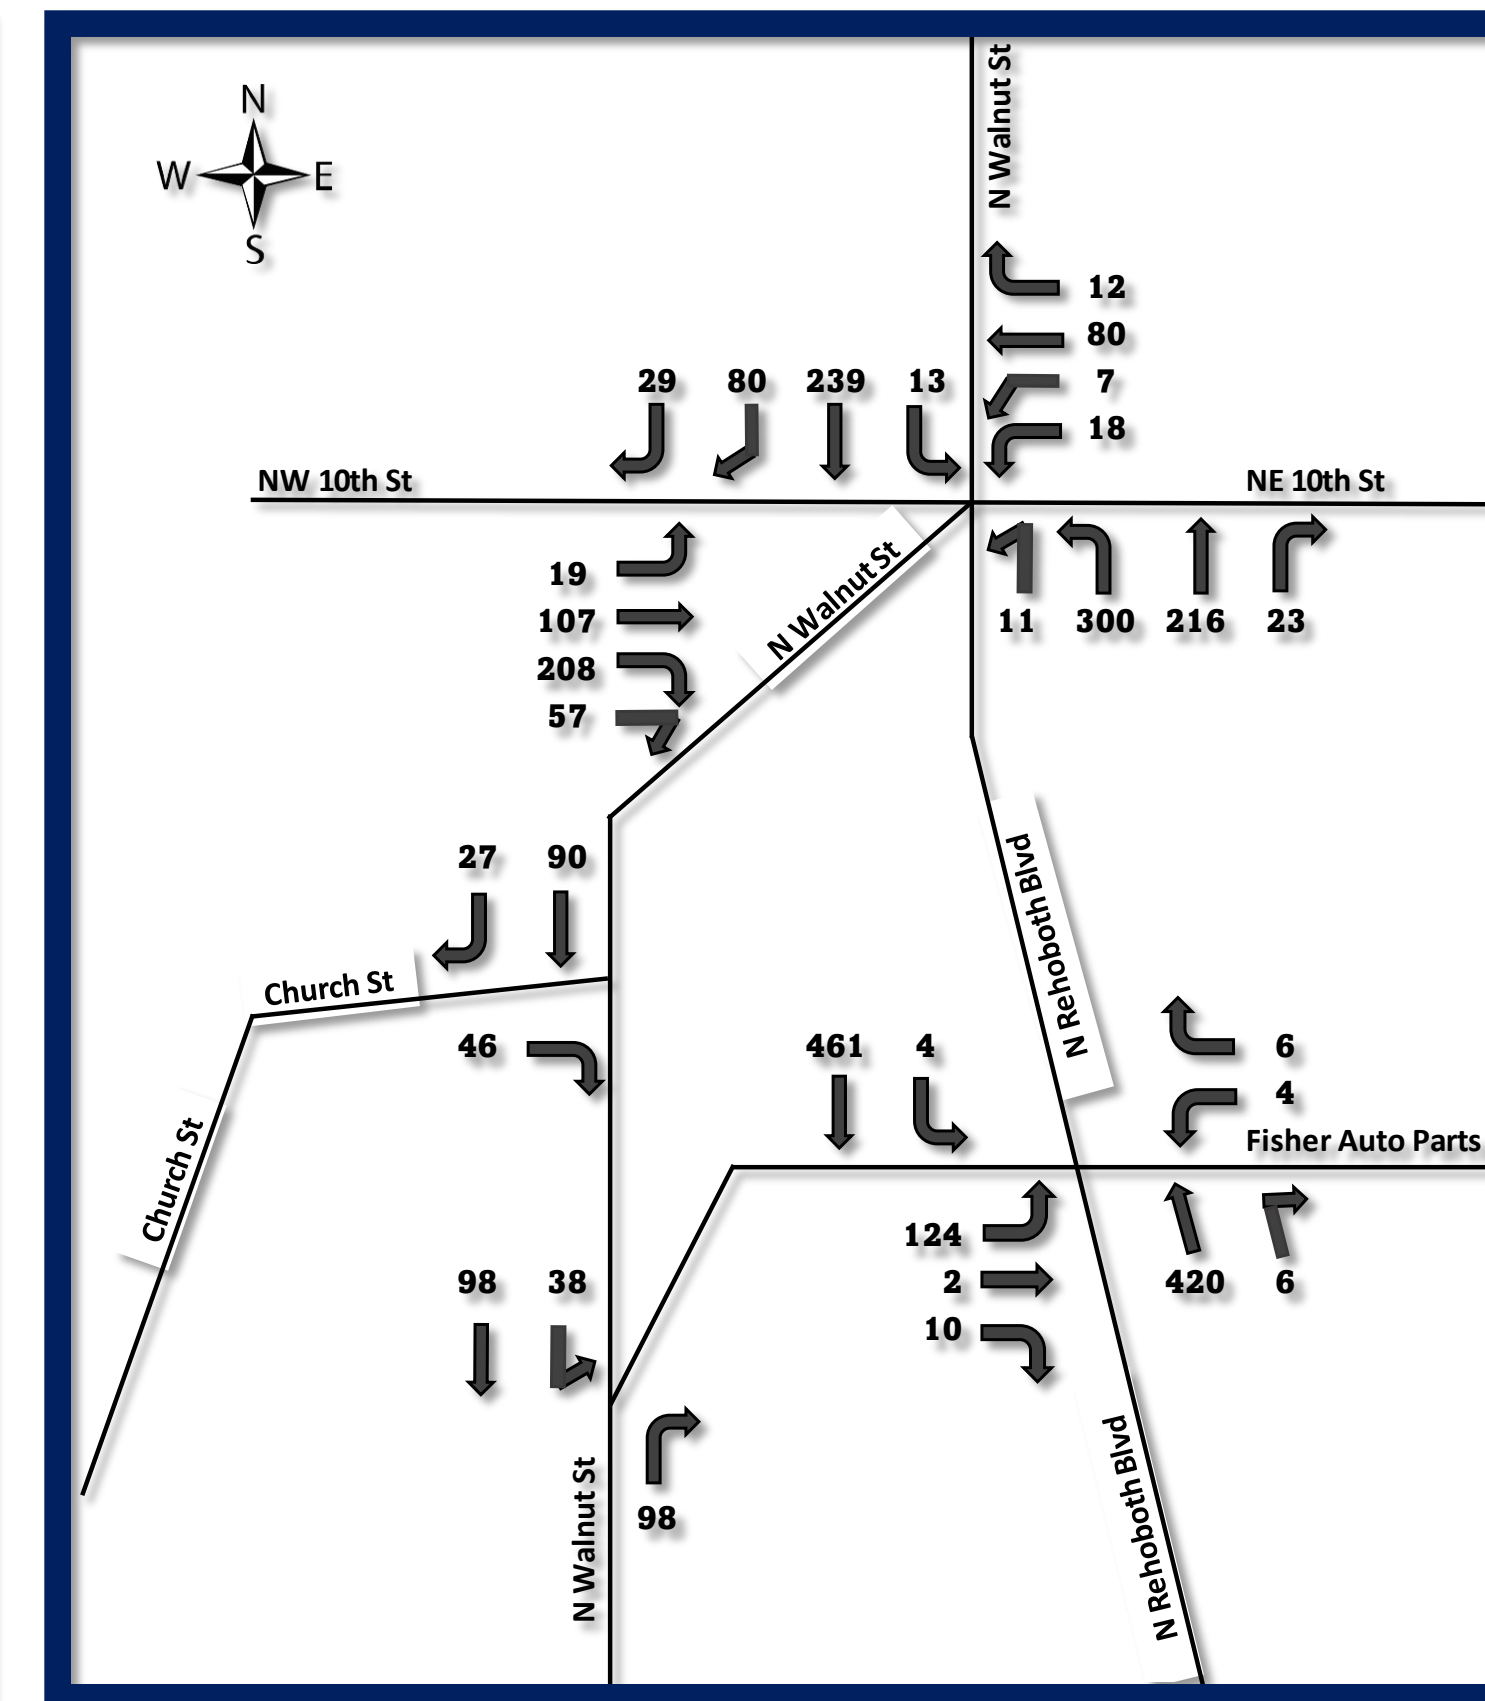 N
W E
S
N Walnut St
12
80
7
18
29 80 239 13
NW 10th St
NE 10th St
19
107
208
57
N Walnut St
11 300 216 23
27 90
Church St
46
N Rehoboth Blvd
461 4
6
4
Fisher Auto Parts
Church St
124
2
10
420 6
98 38
98
N Walnut St
N Rehoboth Blvd